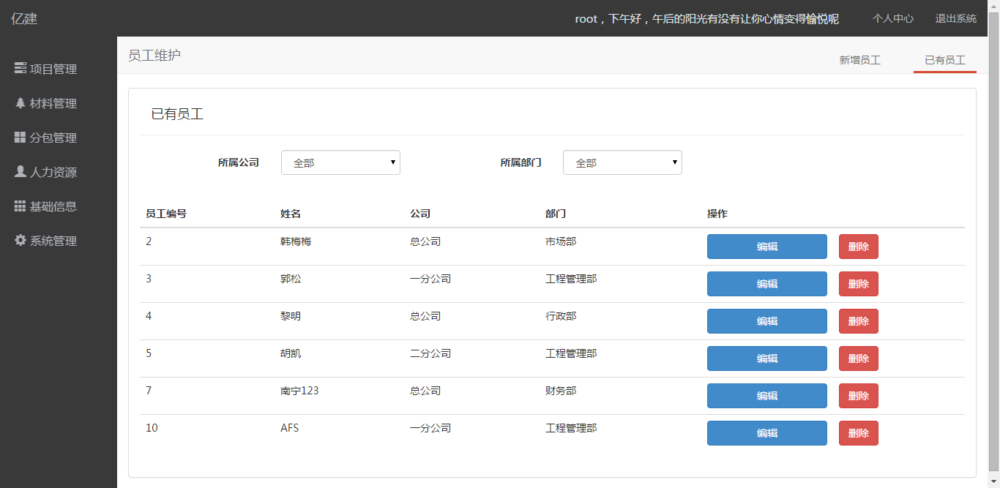 亿建
root，下午好，午后的阳光有没有让你心情变得愉悦呢 个人中心 退出系统
项目管理
材料管理
分包管理
人力资源
基础信息
系统管理
员工维护 新增员工 已有员工
已有员工
所属公司 全部 所属部门 全部
员工编号 姓名 公司 部门 操作
2 韩梅梅 总公司 市场部 编辑 删除
3 郭松 一分公司 工程管理部 编辑 删除
4 黎明 总公司 行政部 编辑 删除
5 胡凯 二分公司 工程管理部 编辑 删除
7 南宁123 总公司 财务部 编辑 删除
10 AFS 一分公司 工程管理部 编辑 删除